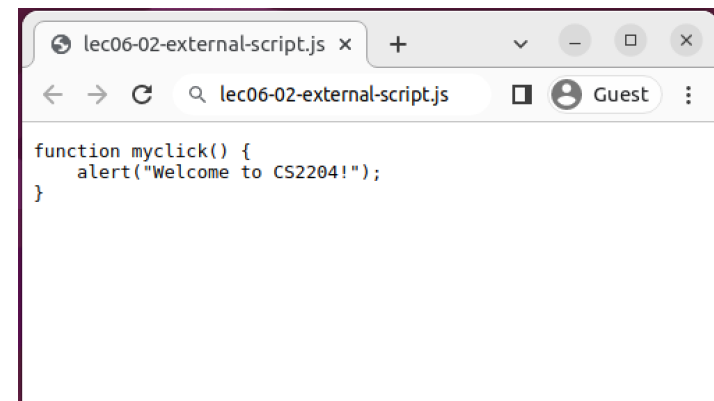 lec06-02-external-script.js
lec06-02-external-script.js
Guest
function myclick() {
    alert("Welcome to CS2204!");
}